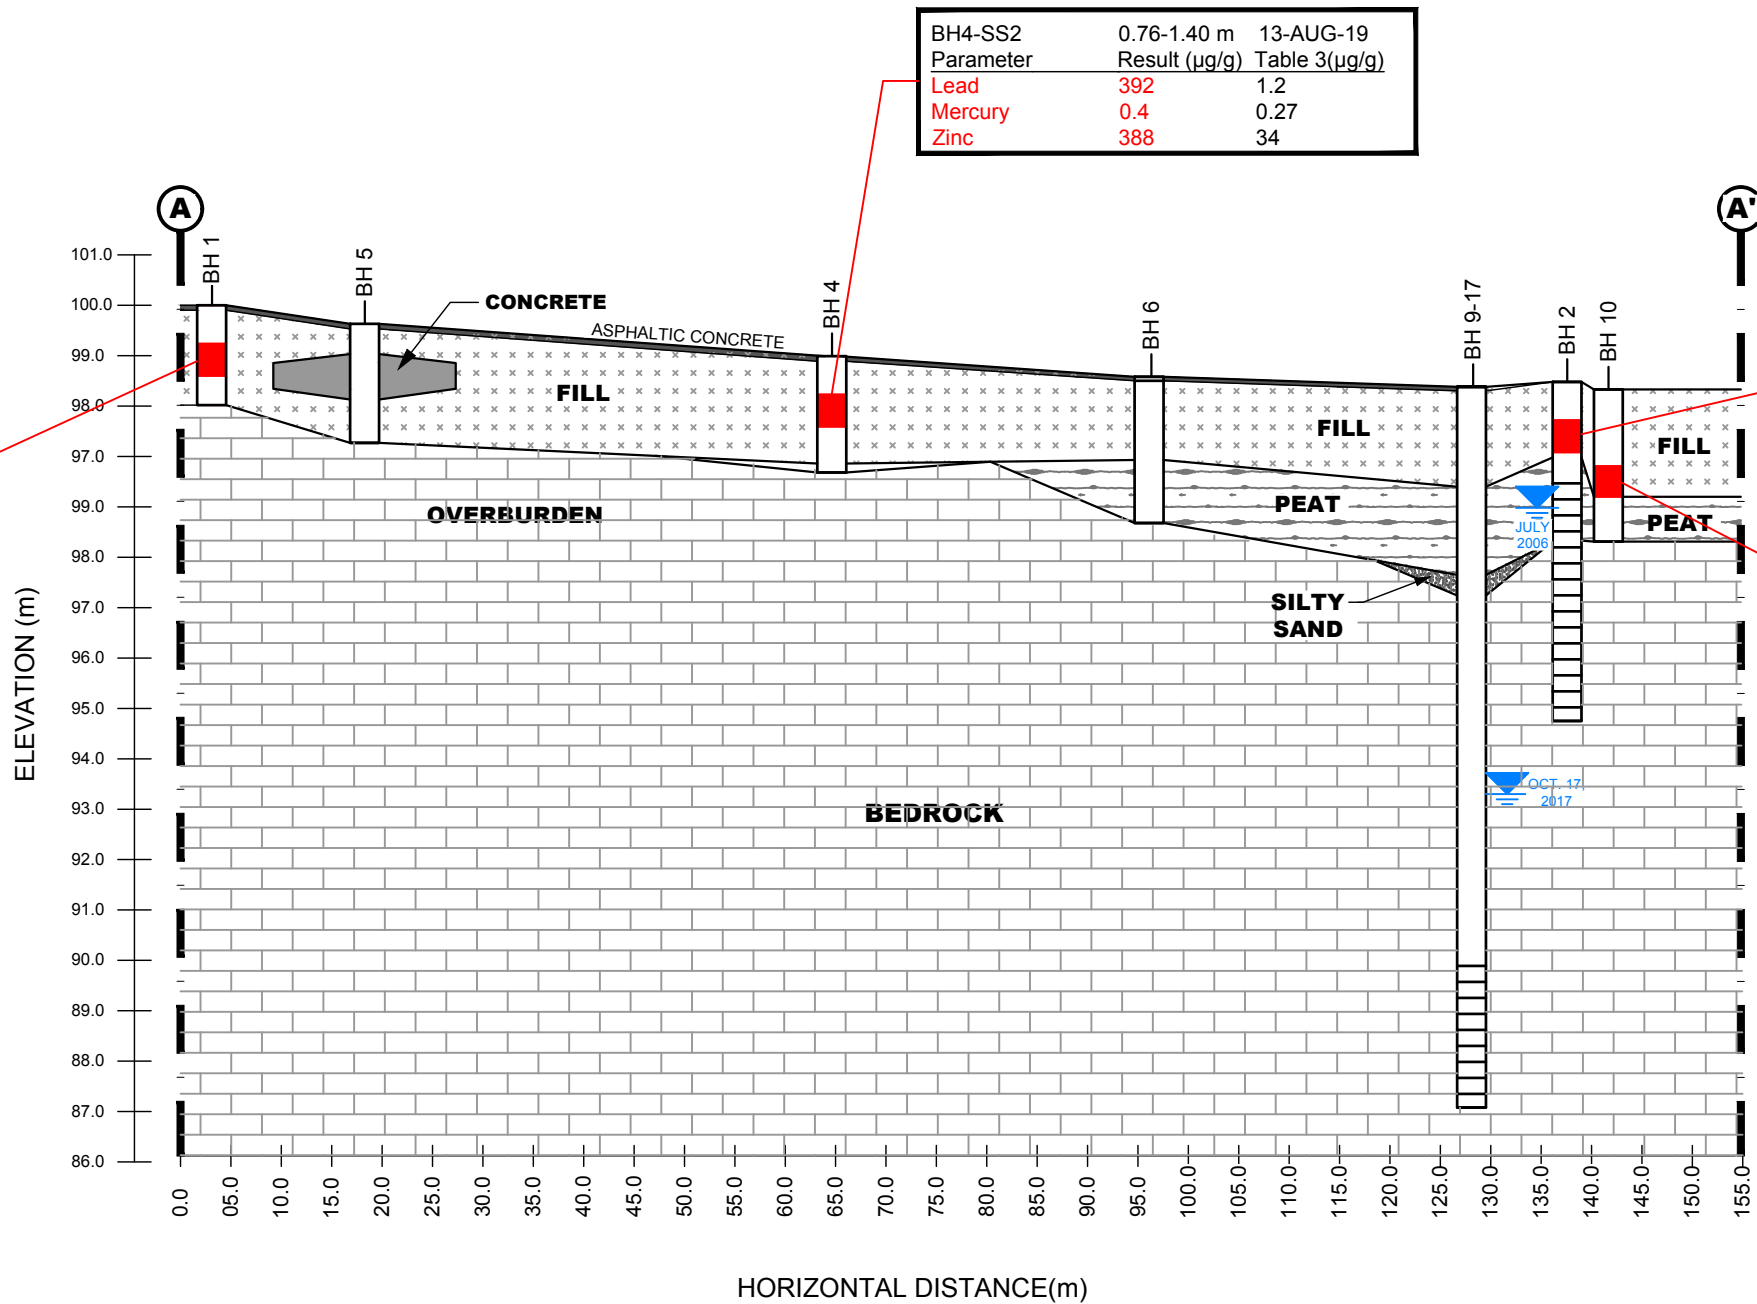 BH4-SS2 0.76-1.40 m 13-AUG-19
Parameter Result (µg/g) Table 3(µg/g)
Lead 392 1.2
Mercury 0.4 0.27
Zinc 388 34
A
A'
BH 1
BH 5
BH 4
BH 6
BH 9-17
BH 2
BH 10
CONCRETE
ASPHALTIC CONCRETE
FILL
FILL
FILL
PEAT
PEAT
OVERBURDEN
JULY
2006
SILTY
SAND
OCT. 17,
2017
BEDROCK
ELEVATION (m)
101.0
100.0
99.0
98.0
97.0
99.0
98.0
97.0
96.0
95.0
94.0
93.0
92.0
91.0
90.0
89.0
88.0
87.0
86.0
0.0
05.0
10.0
15.0
20.0
25.0
30.0
35.0
40.0
45.0
50.0
55.0
60.0
65.0
70.0
75.0
80.0
85.0
90.0
95.0
100.0
105.0
110.0
115.0
120.0
125.0
130.0
135.0
140.0
145.0
150.0
155.0
HORIZONTAL DISTANCE(m)